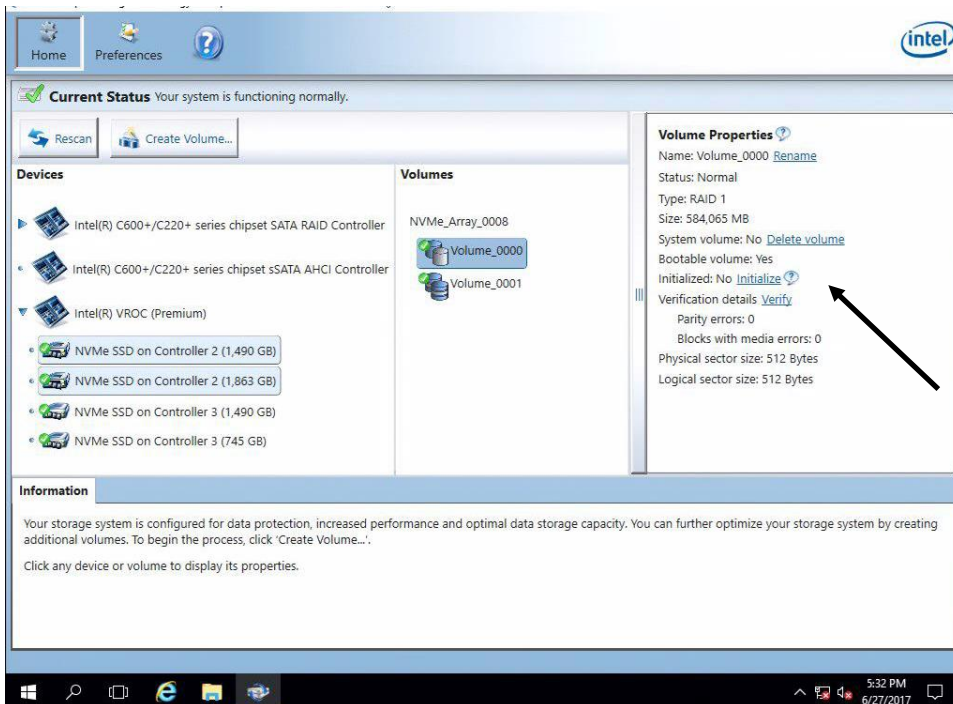 Home
Preferences
?
intel
Current Status Your system is functioning normally.
Rescan
Create Volume...
Devices
Intel(R) C600+/C220+ series chipset SATA RAID Controller
Intel(R) C600+/C220+ series chipset sSATA AHCI Controller
Intel(R) VROC (Premium)
NVMe SSD on Controller 2 (1,490 GB)
NVMe SSD on Controller 2 (1,863 GB)
NVMe SSD on Controller 3 (1,490 GB)
NVMe SSD on Controller 3 (745 GB)
Volumes
NVMe_Array_0008
Volume_0000
Volume_0001
Volume Properties ?
Name: Volume_0000 Rename
Status: Normal
Type: RAID 1
Size: 584,065 MB
System volume: No Delete volume
Bootable volume: Yes
Initialized: No Initialize ?
Verification details Verify
Parity errors: 0
Blocks with media errors: 0
Physical sector size: 512 Bytes
Logical sector size: 512 Bytes
Information
Your storage system is configured for data protection, increased performance and optimal data storage capacity. You can further optimize your storage system by creating
additional volumes. To begin the process, click 'Create Volume...'.
Click any device or volume to display its properties.
5:32 PM
6/27/2017